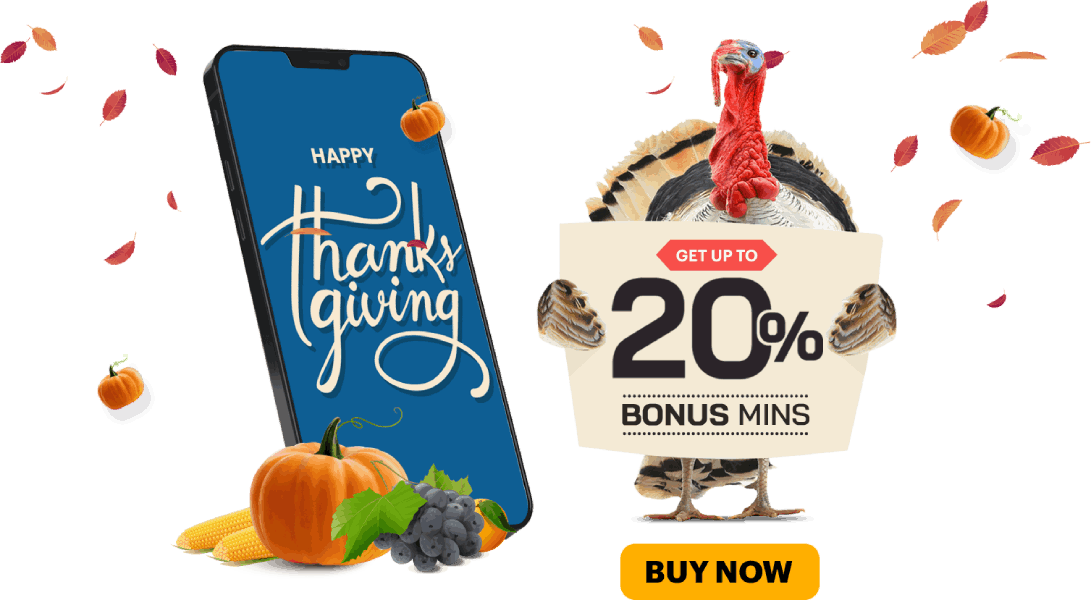 HAPPY
thanks
giving
GET UP TO
20%
BONUS MINS
BUY NOW